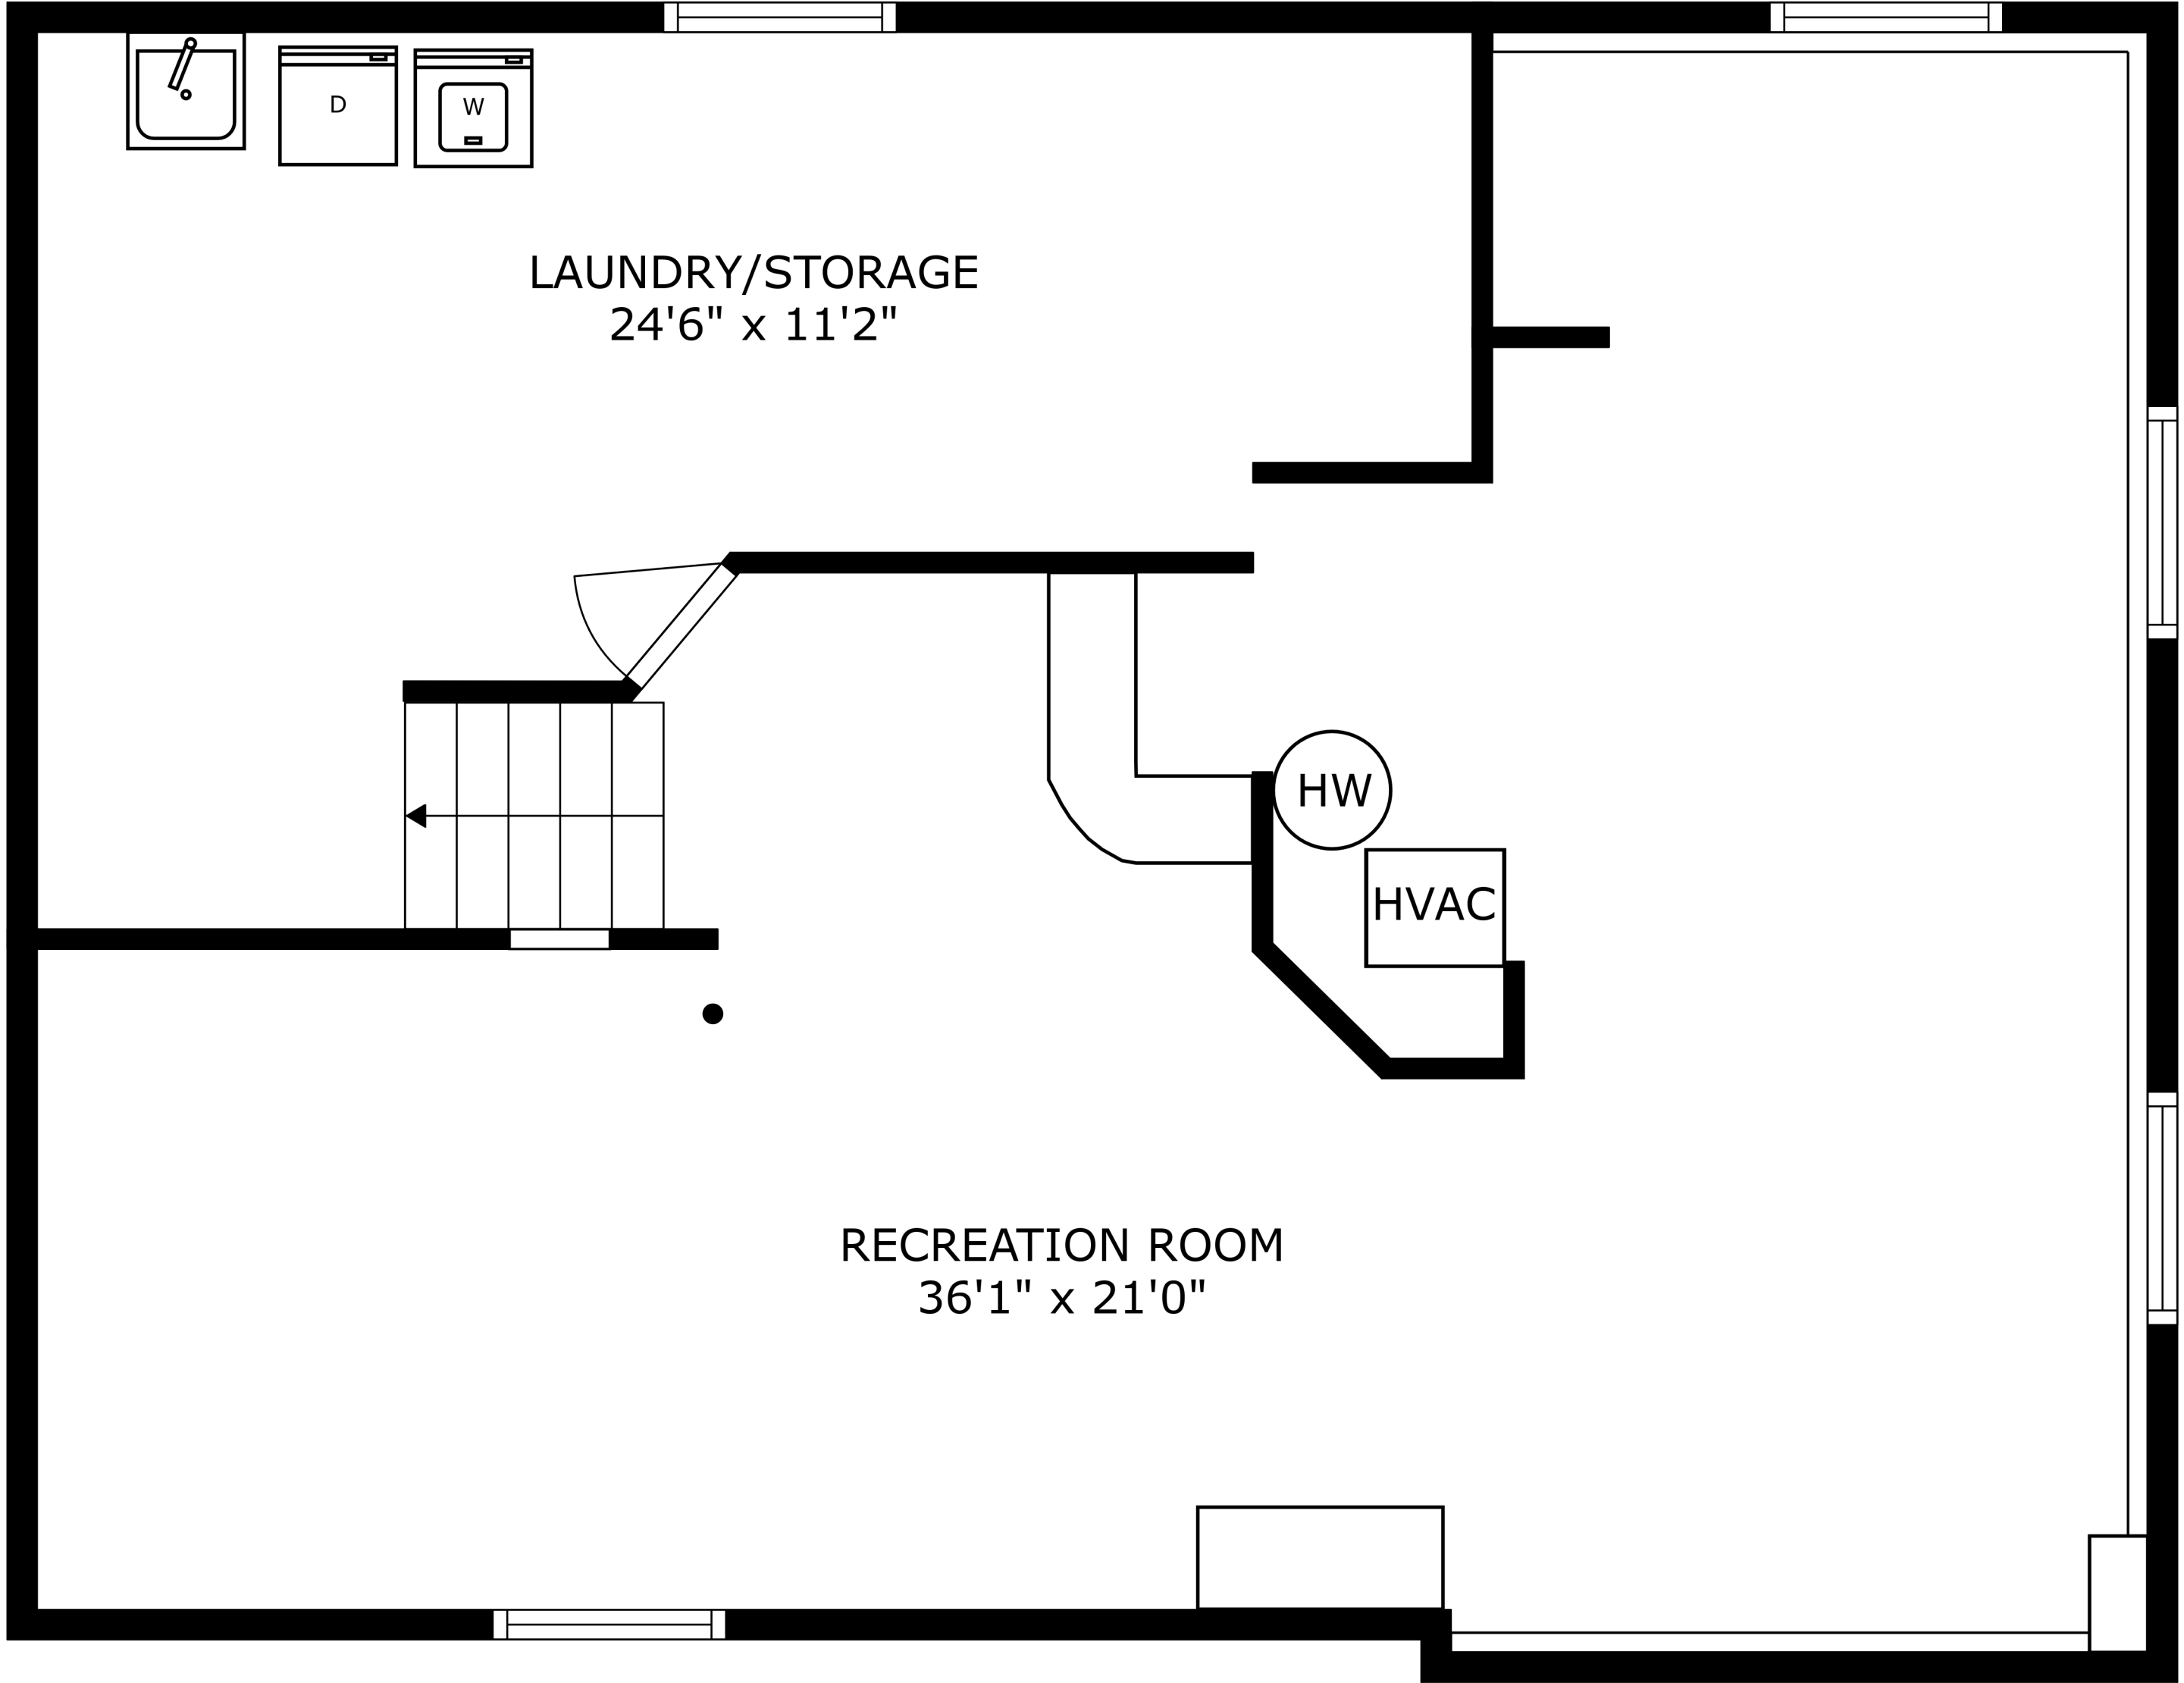 D
W
LAUNDRY/STORAGE
24'6" x 11'2"
HW
HVAC
RECREATION ROOM
36'1" x 21'0"